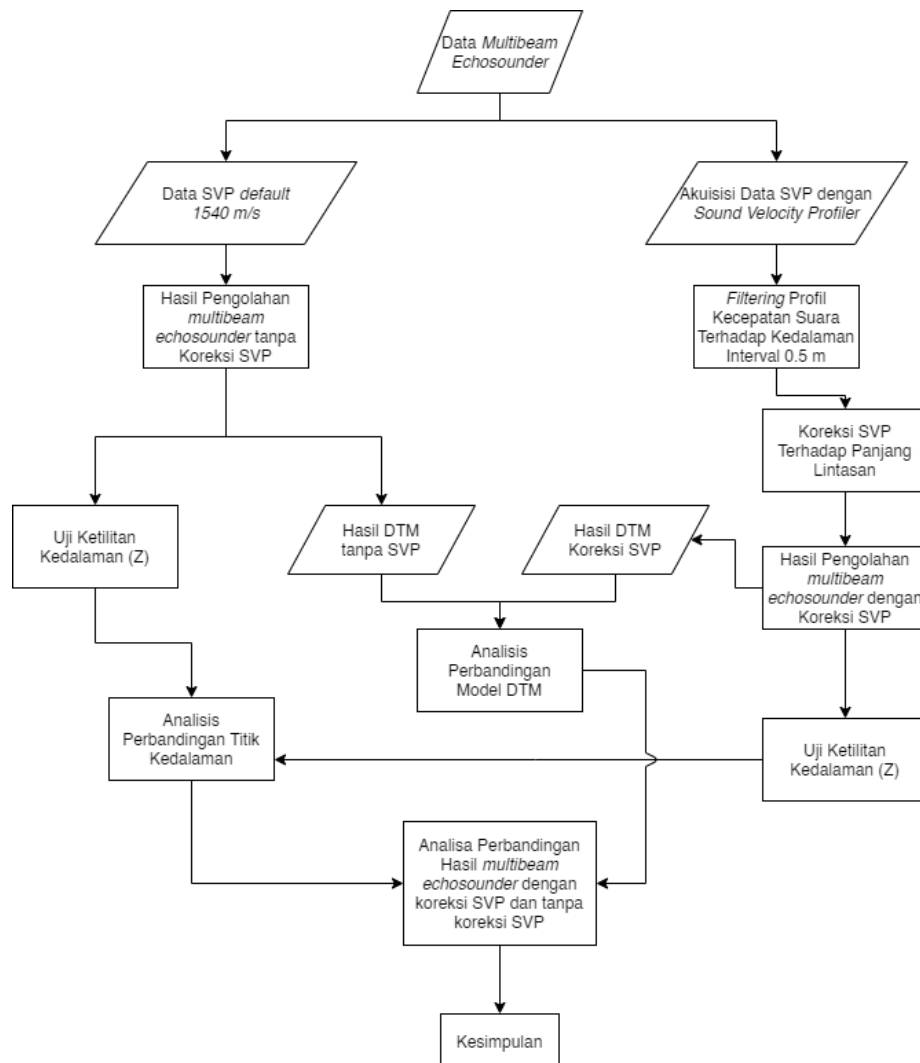 Data Multibeam
Echosounder
Data SVP default
1540 m/s
Akuisisi Data SVP dengan
Sound Velocity Profiler
Hasil Pengolahan
multibeam
echosounder tanpa
Koreksi SVP
Filtering Profil
Kecepatan Suara
Terhadap Kedalaman
Interval 0.5 m
Koreksi SVP
Terhadap Panjang
Lintasan
Uji Ketilitan
Kedalaman (Z)
Hasil DTM
tanpa SVP
Hasil DTM
Koreksi SVP
Hasil Pengolahan
multibeam
echosounder dengan
Koreksi SVP
Analisis
Perbandingan
Model DTM
Analisis
Perbandingan Titik
Kedalaman
Uji Ketilitan
Kedalaman (Z)
Analisa Perbandingan
Hasil multibeam
echosounder dengan
koreksi SVP dan tanpa
koreksi SVP
Kesimpulan